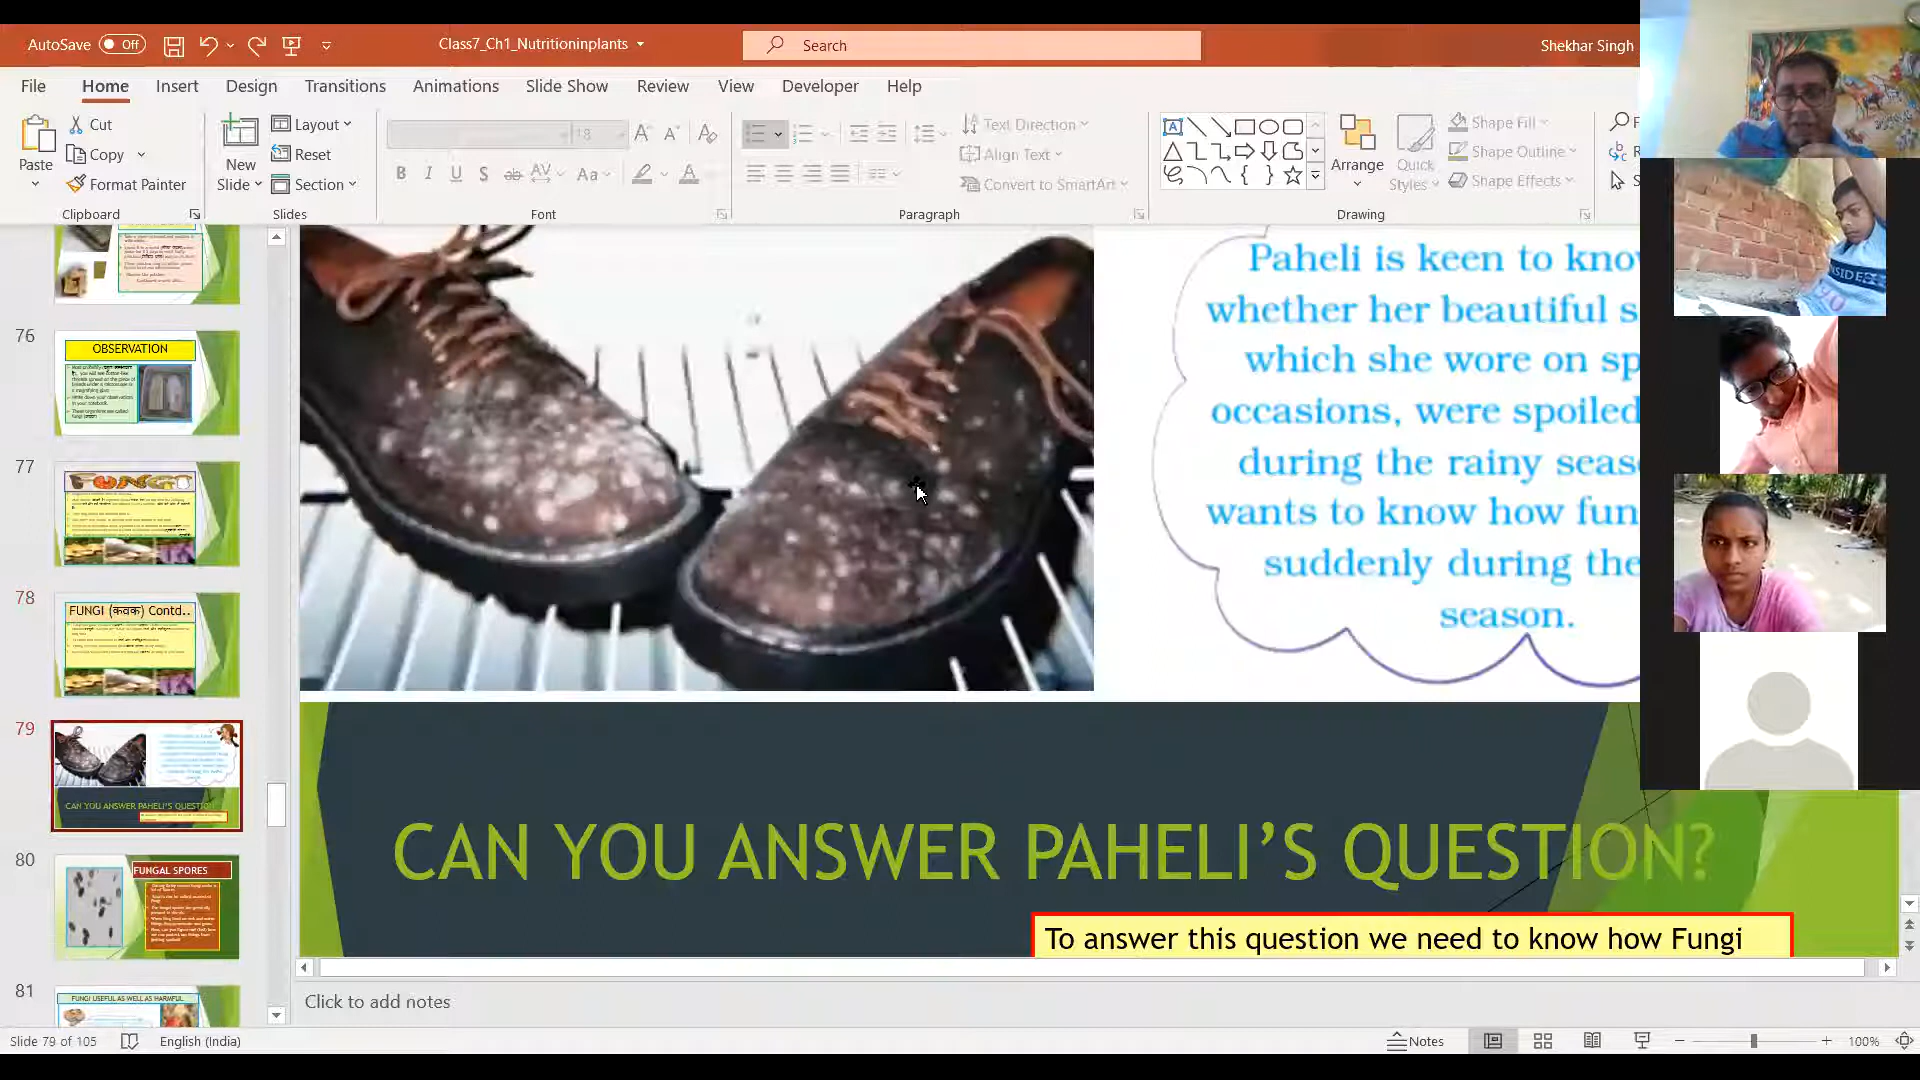 AutoSave Off
Class7_Ch1_Nutritioninplants
Search
Shekhar Singh
File Home Insert Design Transitions Animations Slide Show Review View Developer Help
Paste
Cut
Copy
Format Painter
Clipboard
New Slide
Layout
Reset
Section
Slides
18
Font
Text Direction
Align Text
Convert to SmartArt
Paragraph
Arrange
Quick Styles
Shape Fill
Shape Outline
Shape Effects
Drawing
76
OBSERVATION
77
FUNGI
78
FUNGI (कवक) Contd..
79
CAN YOU ANSWER PAHELI'S QUESTION
80
FUNGAL SPORES
81
FUNGI USEFUL AS WELL AS HARMFUL
Paheli is keen to kno
whether her beautiful s
which she wore on sp
occasions, were spoiled
during the rainy seas
wants to know how fun
suddenly during the
season.
CAN YOU ANSWER PAHELI’S QUESTION?
To answer this question we need to know how Fungi
Click to add notes
Slide 79 of 105
English (India)
Notes
100%